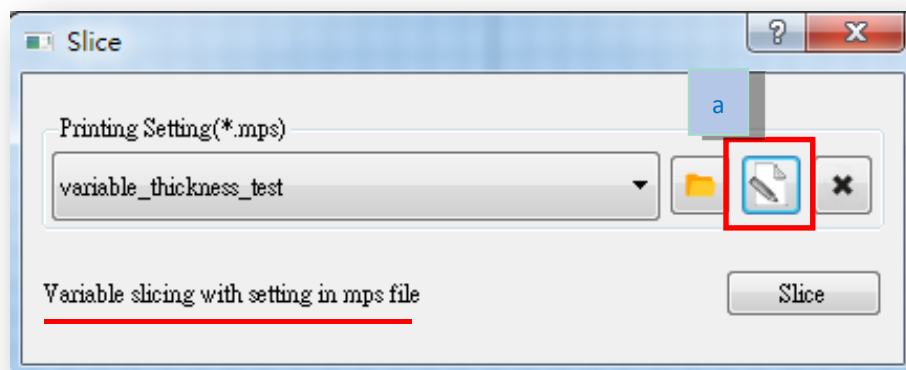 Slice
?
a
Printing Setting(*.mps)
variable_thickness_test
Variable slicing with setting in mps file
Slice